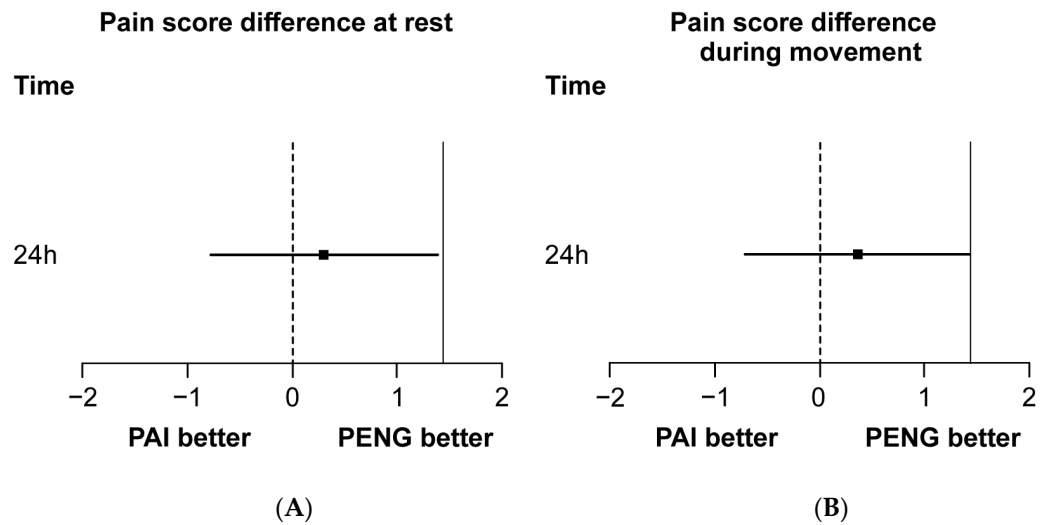 Pain score difference at rest
Time
24h
−2 −1 0 1 2
PAI better PENG better
(A)
Pain score difference
during movement
Time
24h
−2 −1 0 1 2
PAI better PENG better
(B)